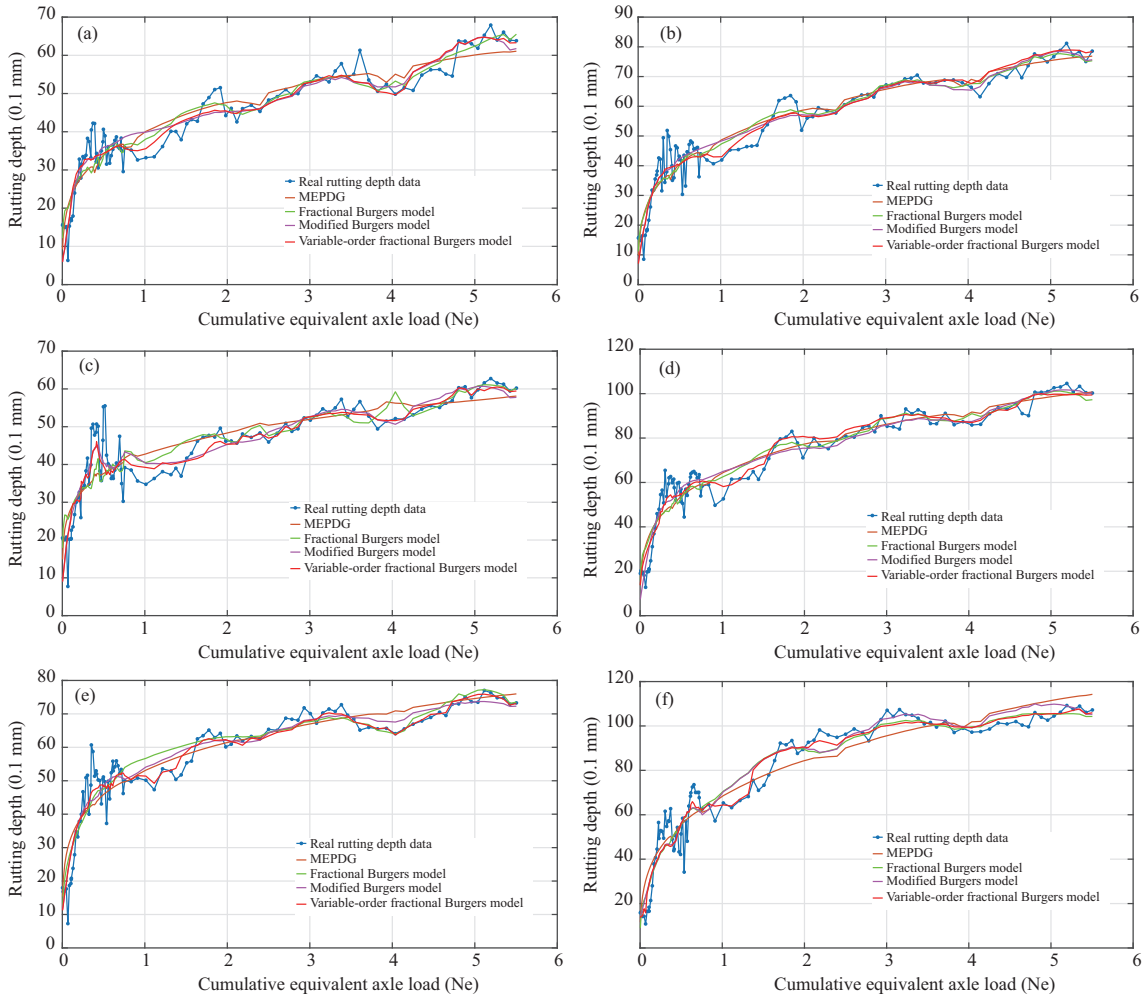 (a)
70
60
50
40
30
20
10
0
Rutting depth (0.1 mm)
Real rutting depth data
MEPDG
Fractional Burgers model
Modified Burgers model
Variable-order fractional Burgers model
0 1 2 3 4 5 6
Cumulative equivalent axle load (Ne)
(b)
90
80
70
60
50
40
30
20
10
0
Rutting depth (0.1 mm)
Real rutting depth data
MEPDG
Fractional Burgers model
Modified Burgers model
Variable-order fractional Burgers model
0 1 2 3 4 5 6
Cumulative equivalent axle load (Ne)
(c)
70
60
50
40
30
20
10
0
Rutting depth (0.1 mm)
Real rutting depth data
MEPDG
Fractional Burgers model
Modified Burgers model
Variable-order fractional Burgers model
0 1 2 3 4 5 6
Cumulative equivalent axle load (Ne)
(d)
120
100
80
60
40
20
0
Rutting depth (0.1 mm)
Real rutting depth data
MEPDG
Fractional Burgers model
Modified Burgers model
Variable-order fractional Burgers model
0 1 2 3 4 5 6
Cumulative equivalent axle load (Ne)
(e)
80
70
60
50
40
30
20
10
0
Rutting depth (0.1 mm)
Real rutting depth data
MEPDG
Fractional Burgers model
Modified Burgers model
Variable-order fractional Burgers model
0 1 2 3 4 5 6
Cumulative equivalent axle load (Ne)
(f)
120
100
80
60
40
20
Rutting depth (0.1 mm)
Real rutting depth data
MEPDG
Fractional Burgers model
Modified Burgers model
Variable-order fractional Burgers model
0 1 2 3 4 5 6
Cumulative equivalent axle load (Ne)